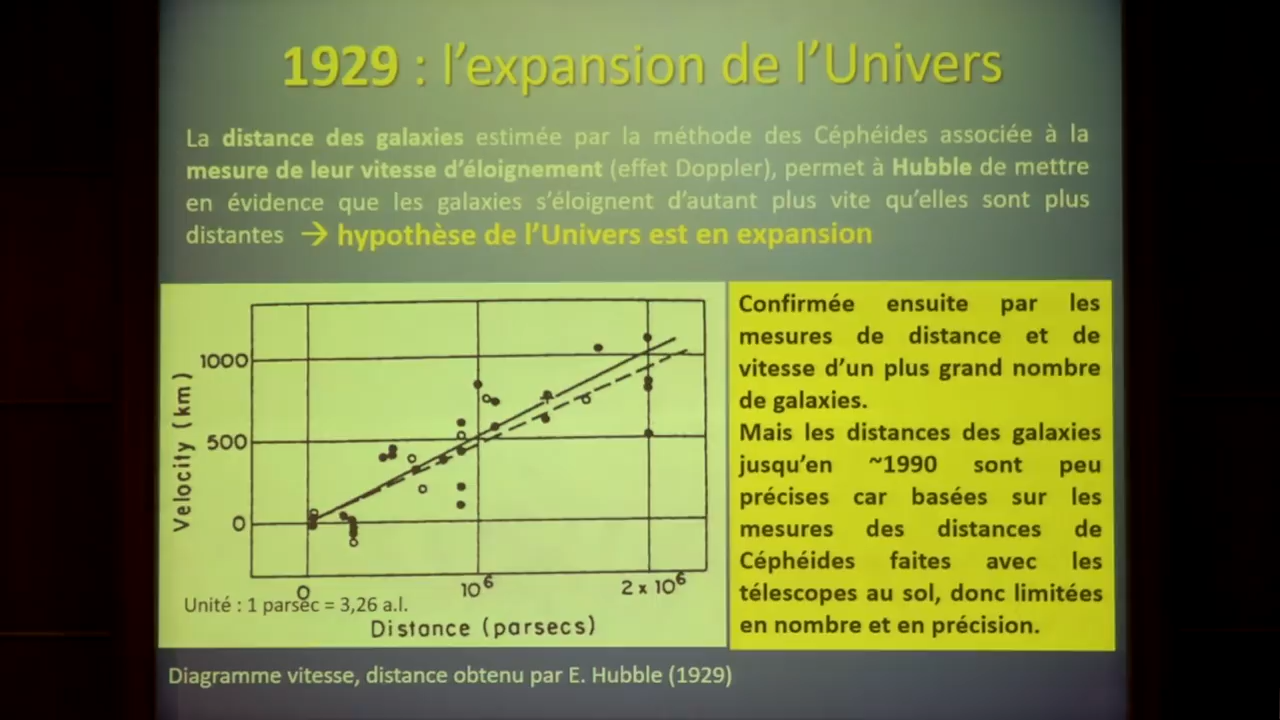 1929 : l’expansion de l’Univers
La distance des galaxies estimée par la méthode des Céphéides associée à la
mesure de leur vitesse d’éloignement (effet Doppler), permet à Hubble de mettre
en évidence que les galaxies s’éloignent d’autant plus vite qu’elles sont plus
distantes → hypothèse de l’Univers est en expansion
Velocity (km)
1000
500
0
0
10⁶
2 x 10⁶
Unité : 1 parsec = 3,26 a.l.
Distance (parsecs)
Confirmée ensuite par les
mesures de distance et de
vitesse d’un plus grand nombre
de galaxies.
Mais les distances des galaxies
jusqu’en ~1990 sont peu
précises car basées sur les
mesures des distances de
Céphéides faites avec les
télescopes au sol, donc limitées
en nombre et en précision.
Diagramme vitesse, distance obtenu par E. Hubble (1929)